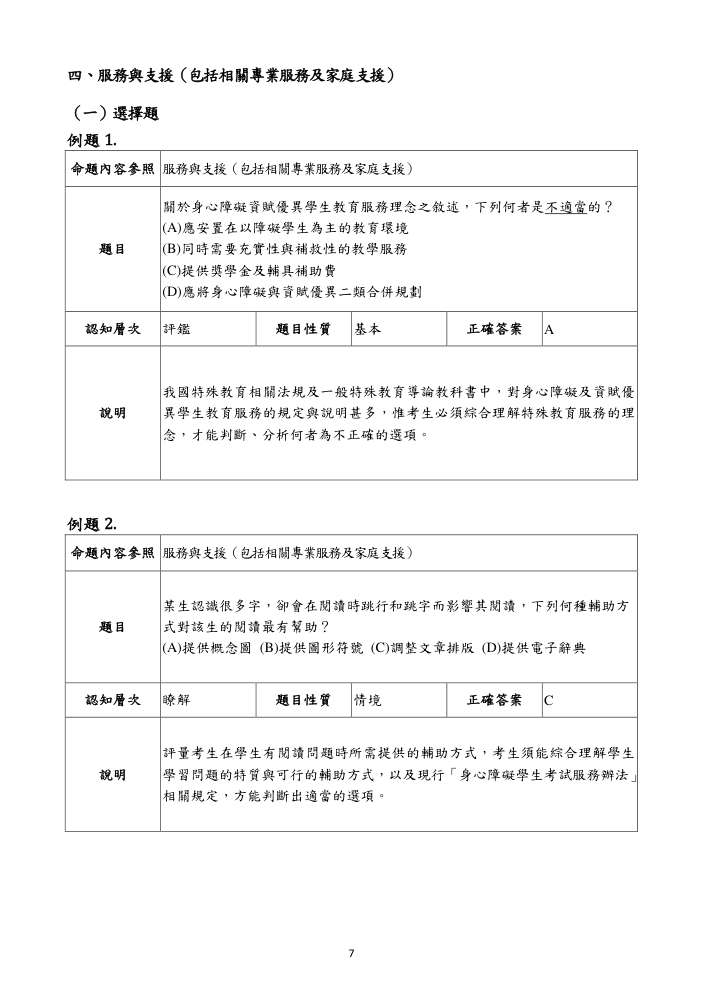 四、服務與支援（包括相關專業服務及家庭支援）
（一）選擇題
例題 1.
命題內容參照 服務與支援（包括相關專業服務及家庭支援）
關於身心障礙資賦優異學生教育服務理念之敘述，下列何者是不適當的？
(A)應安置在以障礙學生為主的教育環境
題目 (B)同時需要充實性與補救性的教學服務
(C)提供獎學金及輔具補助費
(D)應將身心障礙與資賦優異二類合併規劃
認知層次 評鑑 題目性質 基本 正確答案 A
我國特殊教育相關法規及一般特殊教育導論教科書中，對身心障礙及資賦優
說明 異學生教育服務的規定與說明甚多，惟考生必須綜合理解特殊教育服務的理
念，才能判斷、分析何者為不正確的選項。
例題 2.
命題內容參照 服務與支援（包括相關專業服務及家庭支援）
某生認識很多字，卻會在閱讀時跳行和跳字而影響其閱讀，下列何種輔助方
題目 式對該生的閱讀最有幫助？
(A)提供概念圖 (B)提供圖形符號 (C)調整文章排版 (D)提供電子辭典
認知層次 瞭解 題目性質 情境 正確答案 C
評量考生在學生有閱讀問題時所需提供的輔助方式，考生須能綜合理解學生
說明 學習問題的特質與可行的輔助方式，以及現行「身心障礙學生考試服務辦法」
相關規定，方能判斷出適當的選項。
7